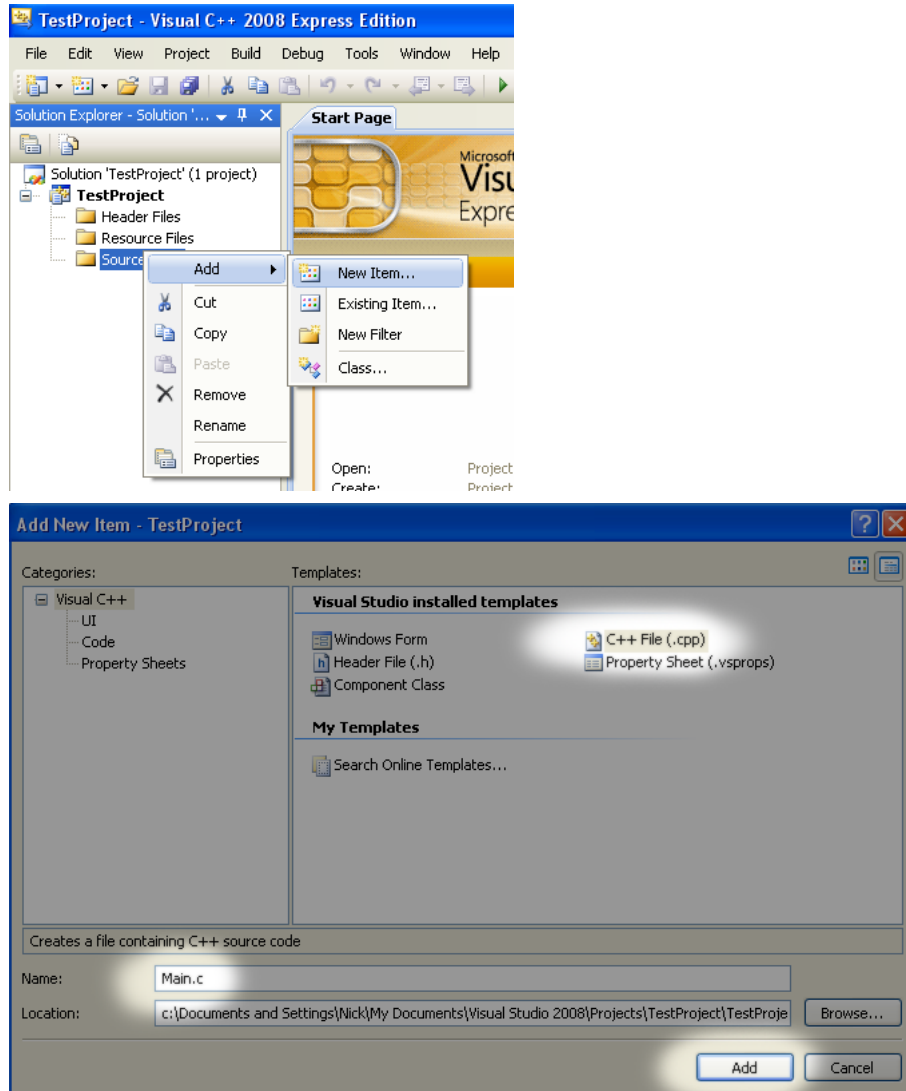 TestProject - Visual C++ 2008 Express Edition
File Edit View Project Build Debug Tools Window Help
Solution Explorer - Solution '...
Start Page
Solution 'TestProject' (1 project)
TestProject
Header Files
Resource Files
Source
Microsoft
Visu
Expre
Add
Cut
Copy
Paste
Remove
Rename
Properties
New Item...
Existing Item...
New Filter
Class...
Open: Project
Create: Project
Add New Item - TestProject
Categories: Templates:
Visual C++
UI
Code
Property Sheets
Visual Studio installed templates
Windows Form C++ File (.cpp)
Header File (.h) Property Sheet (.vsprops)
Component Class
My Templates
Search Online Templates...
Creates a file containing C++ source code
Name: Main.c
Location: c:\Documents and Settings\Nick\My Documents\Visual Studio 2008\Projects\TestProject\TestProje Browse...
Add Cancel